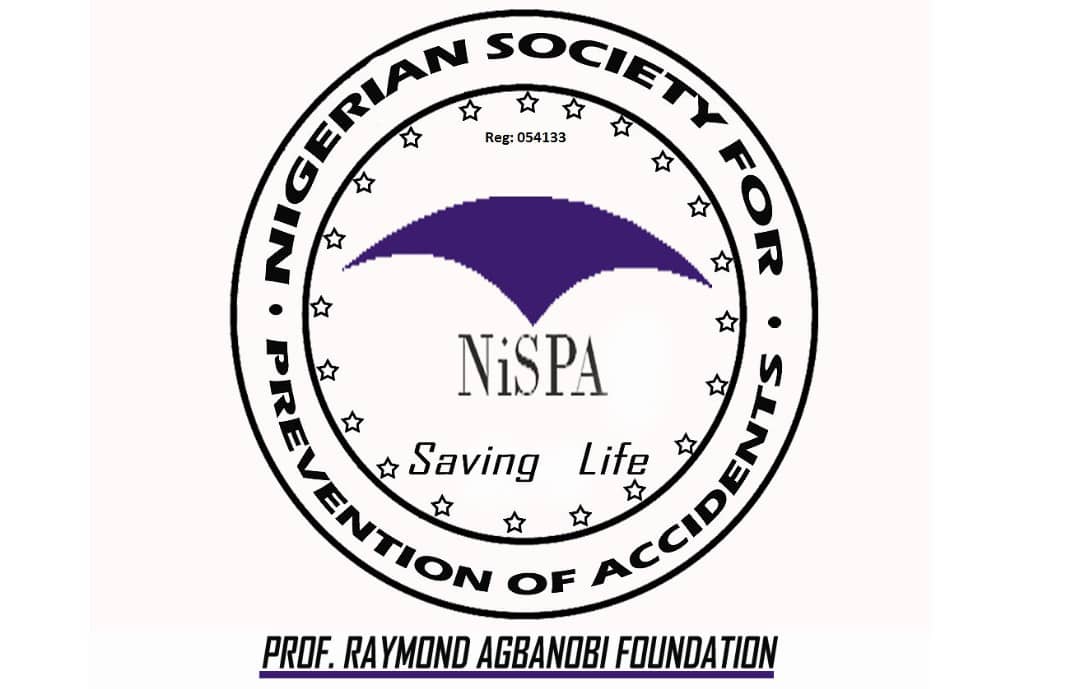 NIGERIAN SOCIETY FOR
• PREVENTION OF ACCIDENTS •
Reg: 054133
NiSPA
Saving Life
PROF. RAYMOND AGBANOBI FOUNDATION